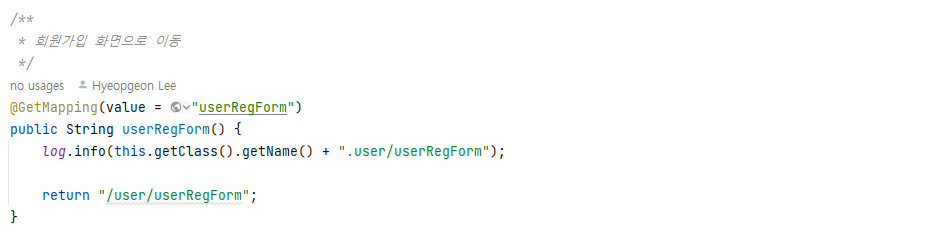 /**
 * 회원가입 화면으로 이동
 */
no usages Hyeopgeon Lee
@GetMapping(value = "userRegForm")
public String userRegForm() {
    log.info(this.getClass().getName() + ".user/userRegForm");
    return "/user/userRegForm";
}